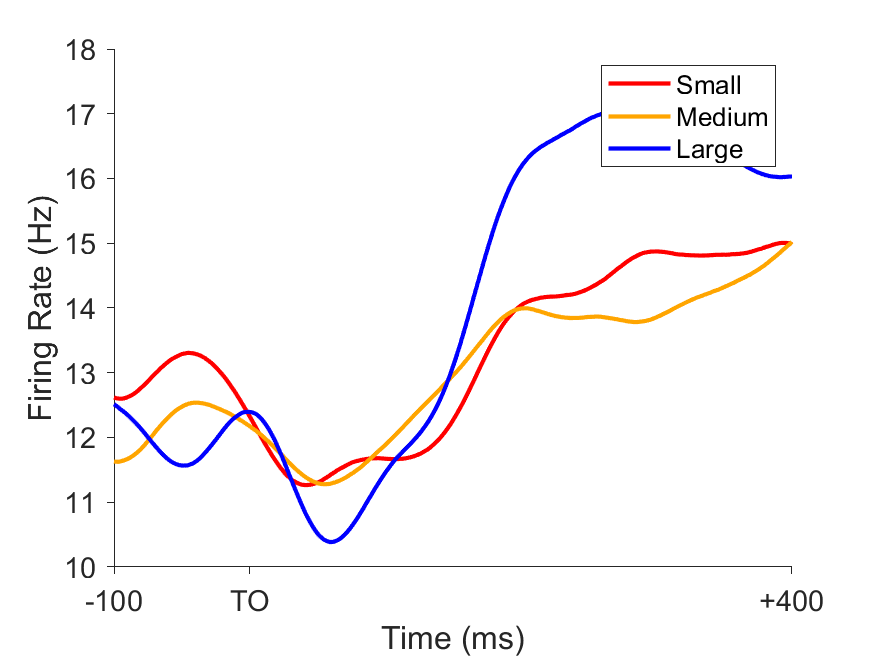 18
17
16
15
14
13
12
11
10
Firing Rate (Hz)
Small
Medium
Large
-100 TO +400
Time (ms)